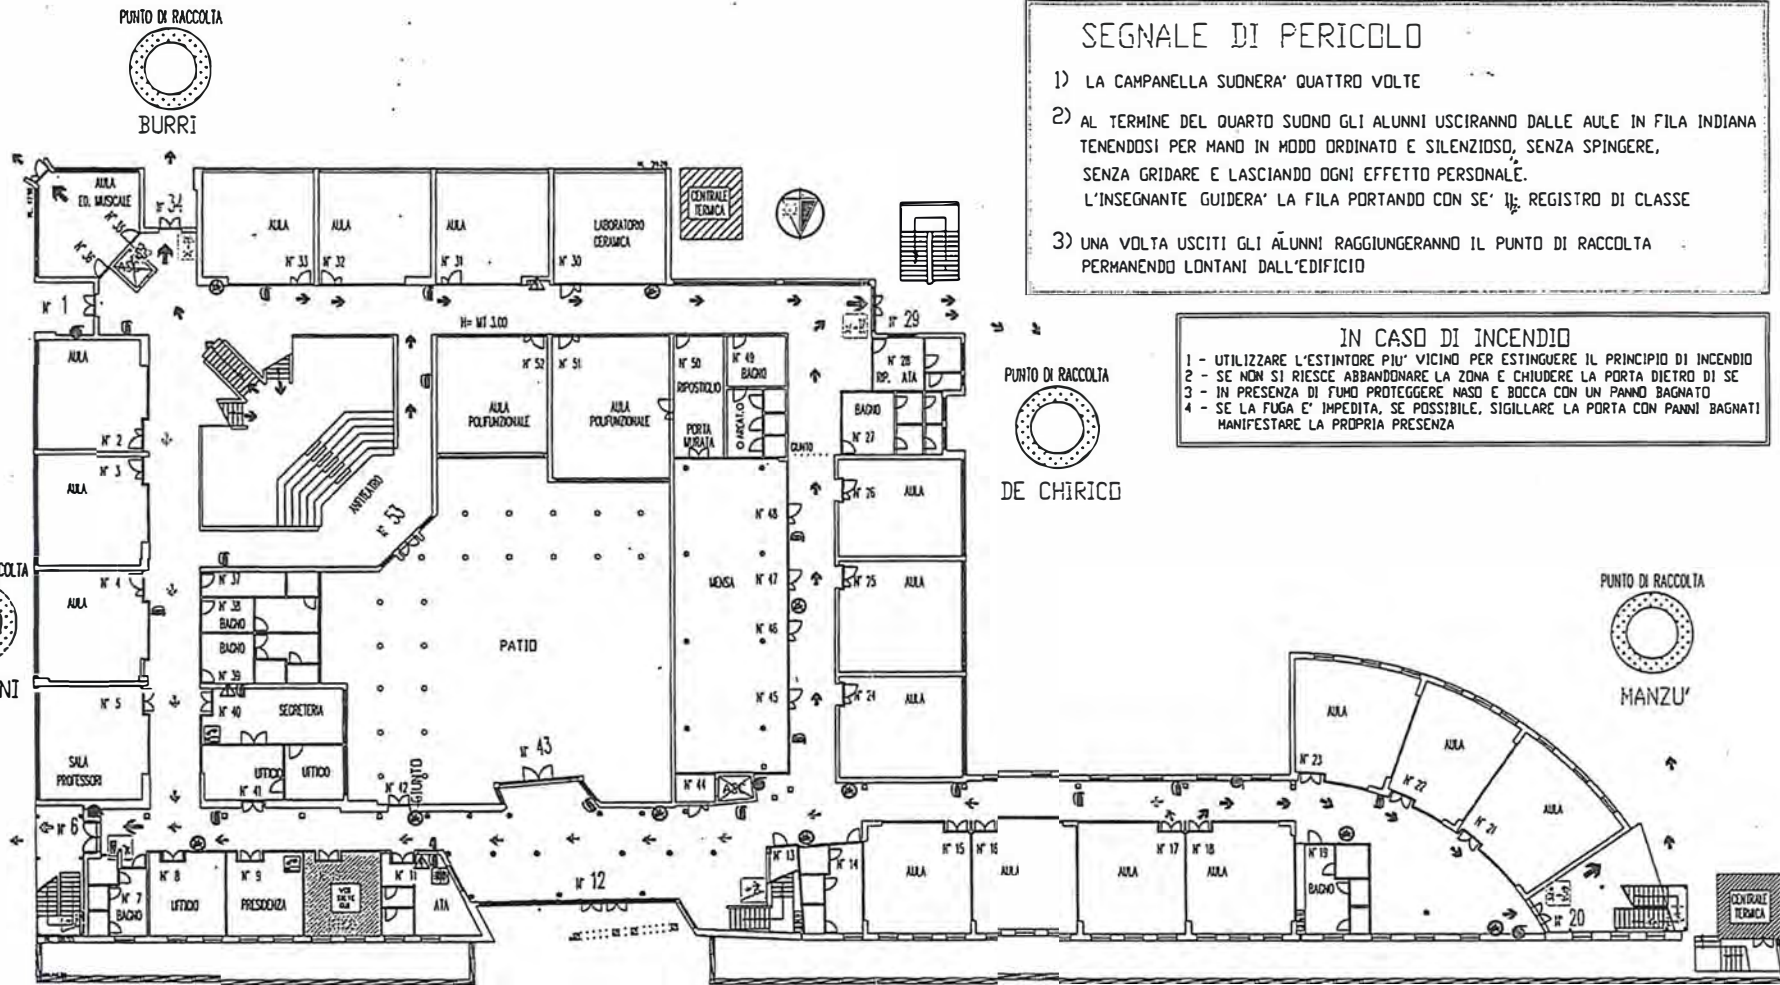 PUNTO DI RACCOLTA
BURRI
SEGNALE DI PERICOLO
1) LA CAMPANELLA SUONERA' QUATTRO VOLTE
2) AL TERMINE DEL QUARTO SUONO GLI ALUNNI USCIRANNO DALLE AULE IN FILA INDIANA
TENENDOSI PER MANO IN MODO ORDINATO E SILENZIOSO, SENZA SPINGERE,
SENZA GRIDARE E LASCIANDO OGNI EFFETTO PERSONALE.
L'INSEGNANTE GUIDERA' LA FILA PORTANDO CON SE' IL REGISTRO DI CLASSE
3) UNA VOLTA USCITI GLI ALUNNI RAGGIUNGERANNO IL PUNTO DI RACCOLTA
PERMANENDO LONTANI DALL'EDIFICIO
IN CASO DI INCENDIO
1 - UTILIZZARE L'ESTINTORE PIU' VICINO PER ESTINGUERE IL PRINCIPIO DI INCENDIO
2 - SE NON SI RIESCE ABBANDONARE LA ZONA E CHIUDERE LA PORTA DIETRO DI SE
3 - IN PRESENZA DI FUMO PROTEGGERE NASO E BOCCA CON UN PANNO BAGNATO
4 - SE LA FUGA E' IMPEDITA, SE POSSIBILE, SIGILLARE LA PORTA CON PANNI BAGNATI
MANIFESTARE LA PROPRIA PRESENZA
AULA
ED. MUSICALE
N° 35
N° 36
N° 34
AULA
N° 33
AULA
N° 32
AULA
N° 31
LABORATORIO
CERAMICA
N° 30
CENTRALE
TERMICA
N° 1
H= MT 3.00
N° 29
AULA
N° 2
N° 52
AULA
POLIFUNZIONALE
N° 51
AULA
POLIFUNZIONALE
N° 50
RIPOSTIGLIO
PORTA
MURATA
N° 49
BAGNO
N° 28
RIP. ATA
BAGNO
N° 27
GIUNTO
PUNTO DI RACCOLTA
DE CHIRICO
N° 3
AULA
ANFITEATRO
N° 53
N° 26
AULA
N° 48
N° 4
AULA
N° 37
N° 38
BAGNO
BAGNO
N° 39
PATIO
MENSA
N° 47
N° 46
N° 45
N° 25
AULA
N° 24
AULA
PUNTO DI RACCOLTA
MANZU'
N° 5
SALA
PROFESSORI
N° 40
SEGRETERIA
UFFICIO
N° 41
UFFICIO
N° 42
GIUNTO
N° 43
N° 44
ASC
AULA
N° 23
AULA
N° 22
AULA
N° 21
N° 6
N° 7
BAGNO
N° 8
UFFICIO
N° 9
PRESIDENZA
VOI
SIETE
QUI
N° 11
ATA
N° 12
N° 13
N° 14
N° 15
AULA
N° 16
AULA
N° 17
AULA
N° 18
AULA
N° 19
BAGNO
N° 20
CENTRALE
TERMICA